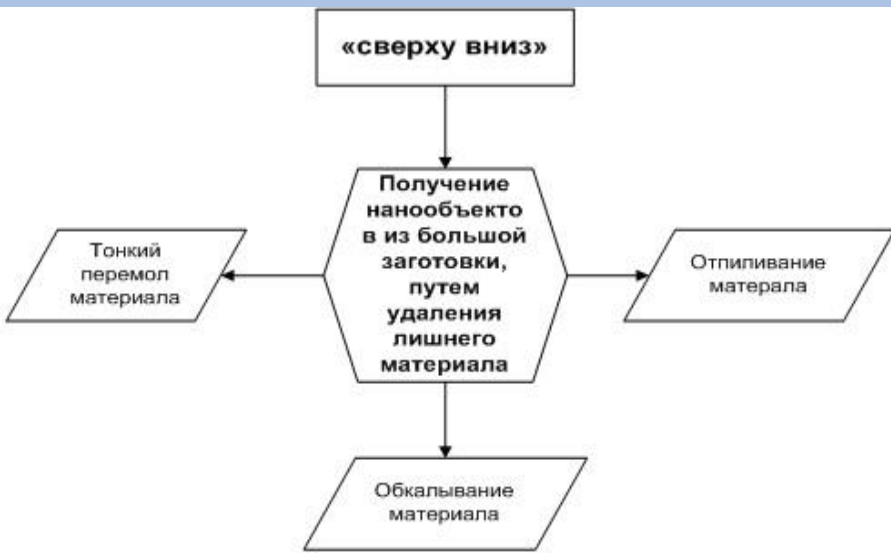 «сверху вниз»
Получение
нанообъекто
в из большой
заготовки,
путем
удаления
лишнего
материала
Тонкий
перемол
материала
Отпиливание
матерала
Обкалывание
материала